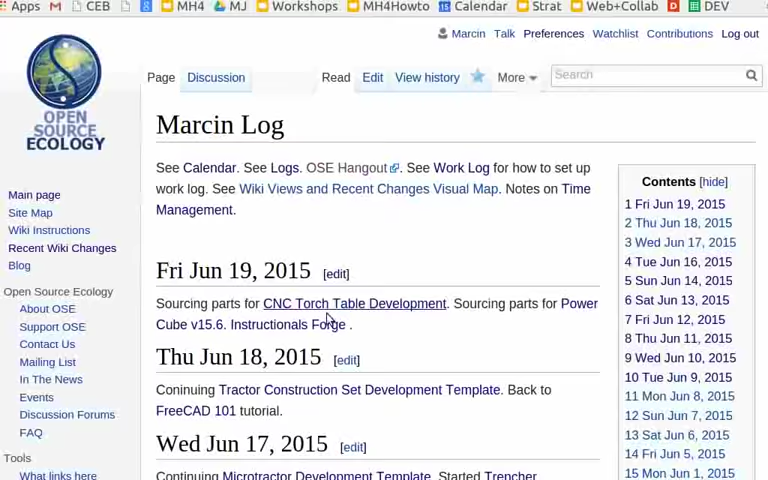 Apps CEB MH4 MJ Workshops MH4Howto Calendar Strat Web+Collab DEV
Marcin Talk Preferences Watchlist Contributions Log out
Page Discussion Read Edit View history More Search
OPEN
SOURCE
ECOLOGY
Marcin Log
See Calendar. See Logs. OSE Hangout. See Work Log for how to set up
work log. See Wiki Views and Recent Changes Visual Map. Notes on Time
Management.
Fri Jun 19, 2015 [edit]
Sourcing parts for CNC Torch Table Development. Sourcing parts for Power
Cube v15.6. Instructionals Forge .
Thu Jun 18, 2015 [edit]
Coninuing Tractor Construction Set Development Template. Back to
FreeCAD 101 tutorial.
Wed Jun 17, 2015 [edit]
Continuing Microtractor Development Template. Started Trencher
Main page
Site Map
Wiki Instructions
Recent Wiki Changes
Blog
Open Source Ecology
About OSE
Support OSE
Contact Us
Mailing List
In The News
Events
Discussion Forums
FAQ
Tools
What links here
Contents [hide]
1 Fri Jun 19, 2015
2 Thu Jun 18, 2015
3 Wed Jun 17, 2015
4 Tue Jun 16, 2015
5 Sun Jun 14, 2015
6 Sat Jun 13, 2015
7 Fri Jun 12, 2015
8 Thu Jun 11, 2015
9 Wed Jun 10, 2015
10 Tue Jun 9, 2015
11 Mon Jun 8, 2015
12 Sun Jun 7, 2015
13 Sat Jun 6, 2015
14 Fri Jun 5, 2015
15 Mon Jun 1, 2015